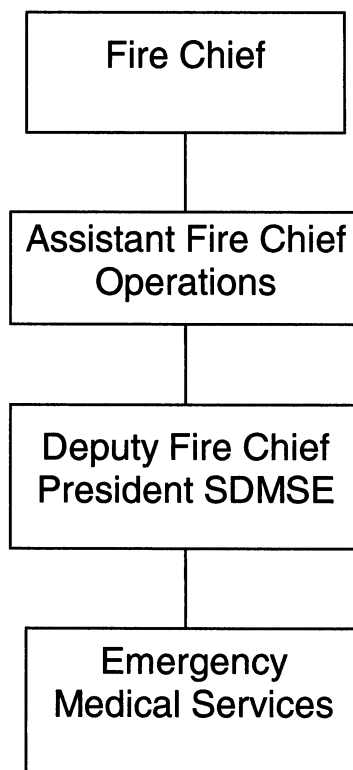 Fire Chief
Assistant Fire Chief
Operations
Deputy Fire Chief
President SDMSE
Emergency
Medical Services